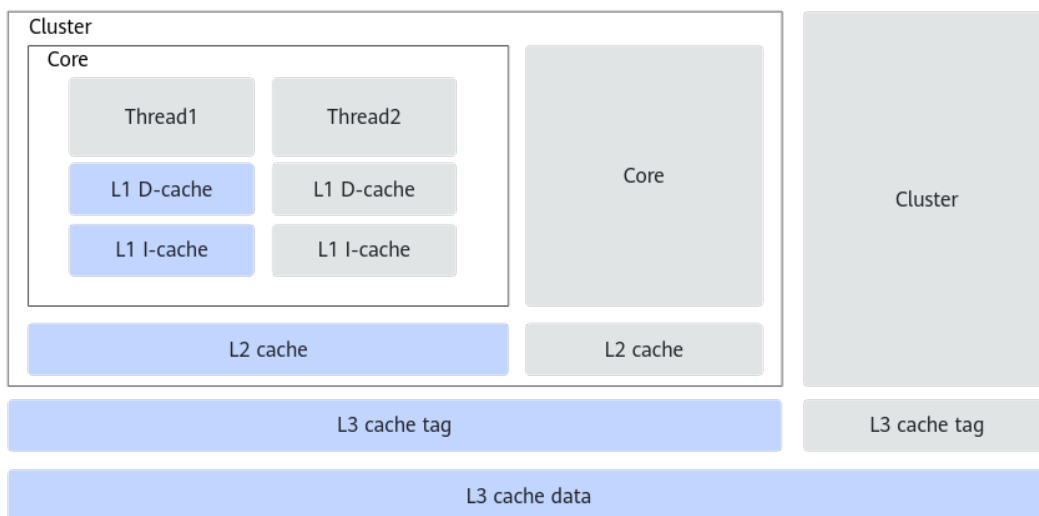 Cluster
Core
Thread1
Thread2
L1 D-cache
L1 D-cache
L1 I-cache
L1 I-cache
Core
L2 cache
L2 cache
Cluster
L3 cache tag
L3 cache tag
L3 cache data